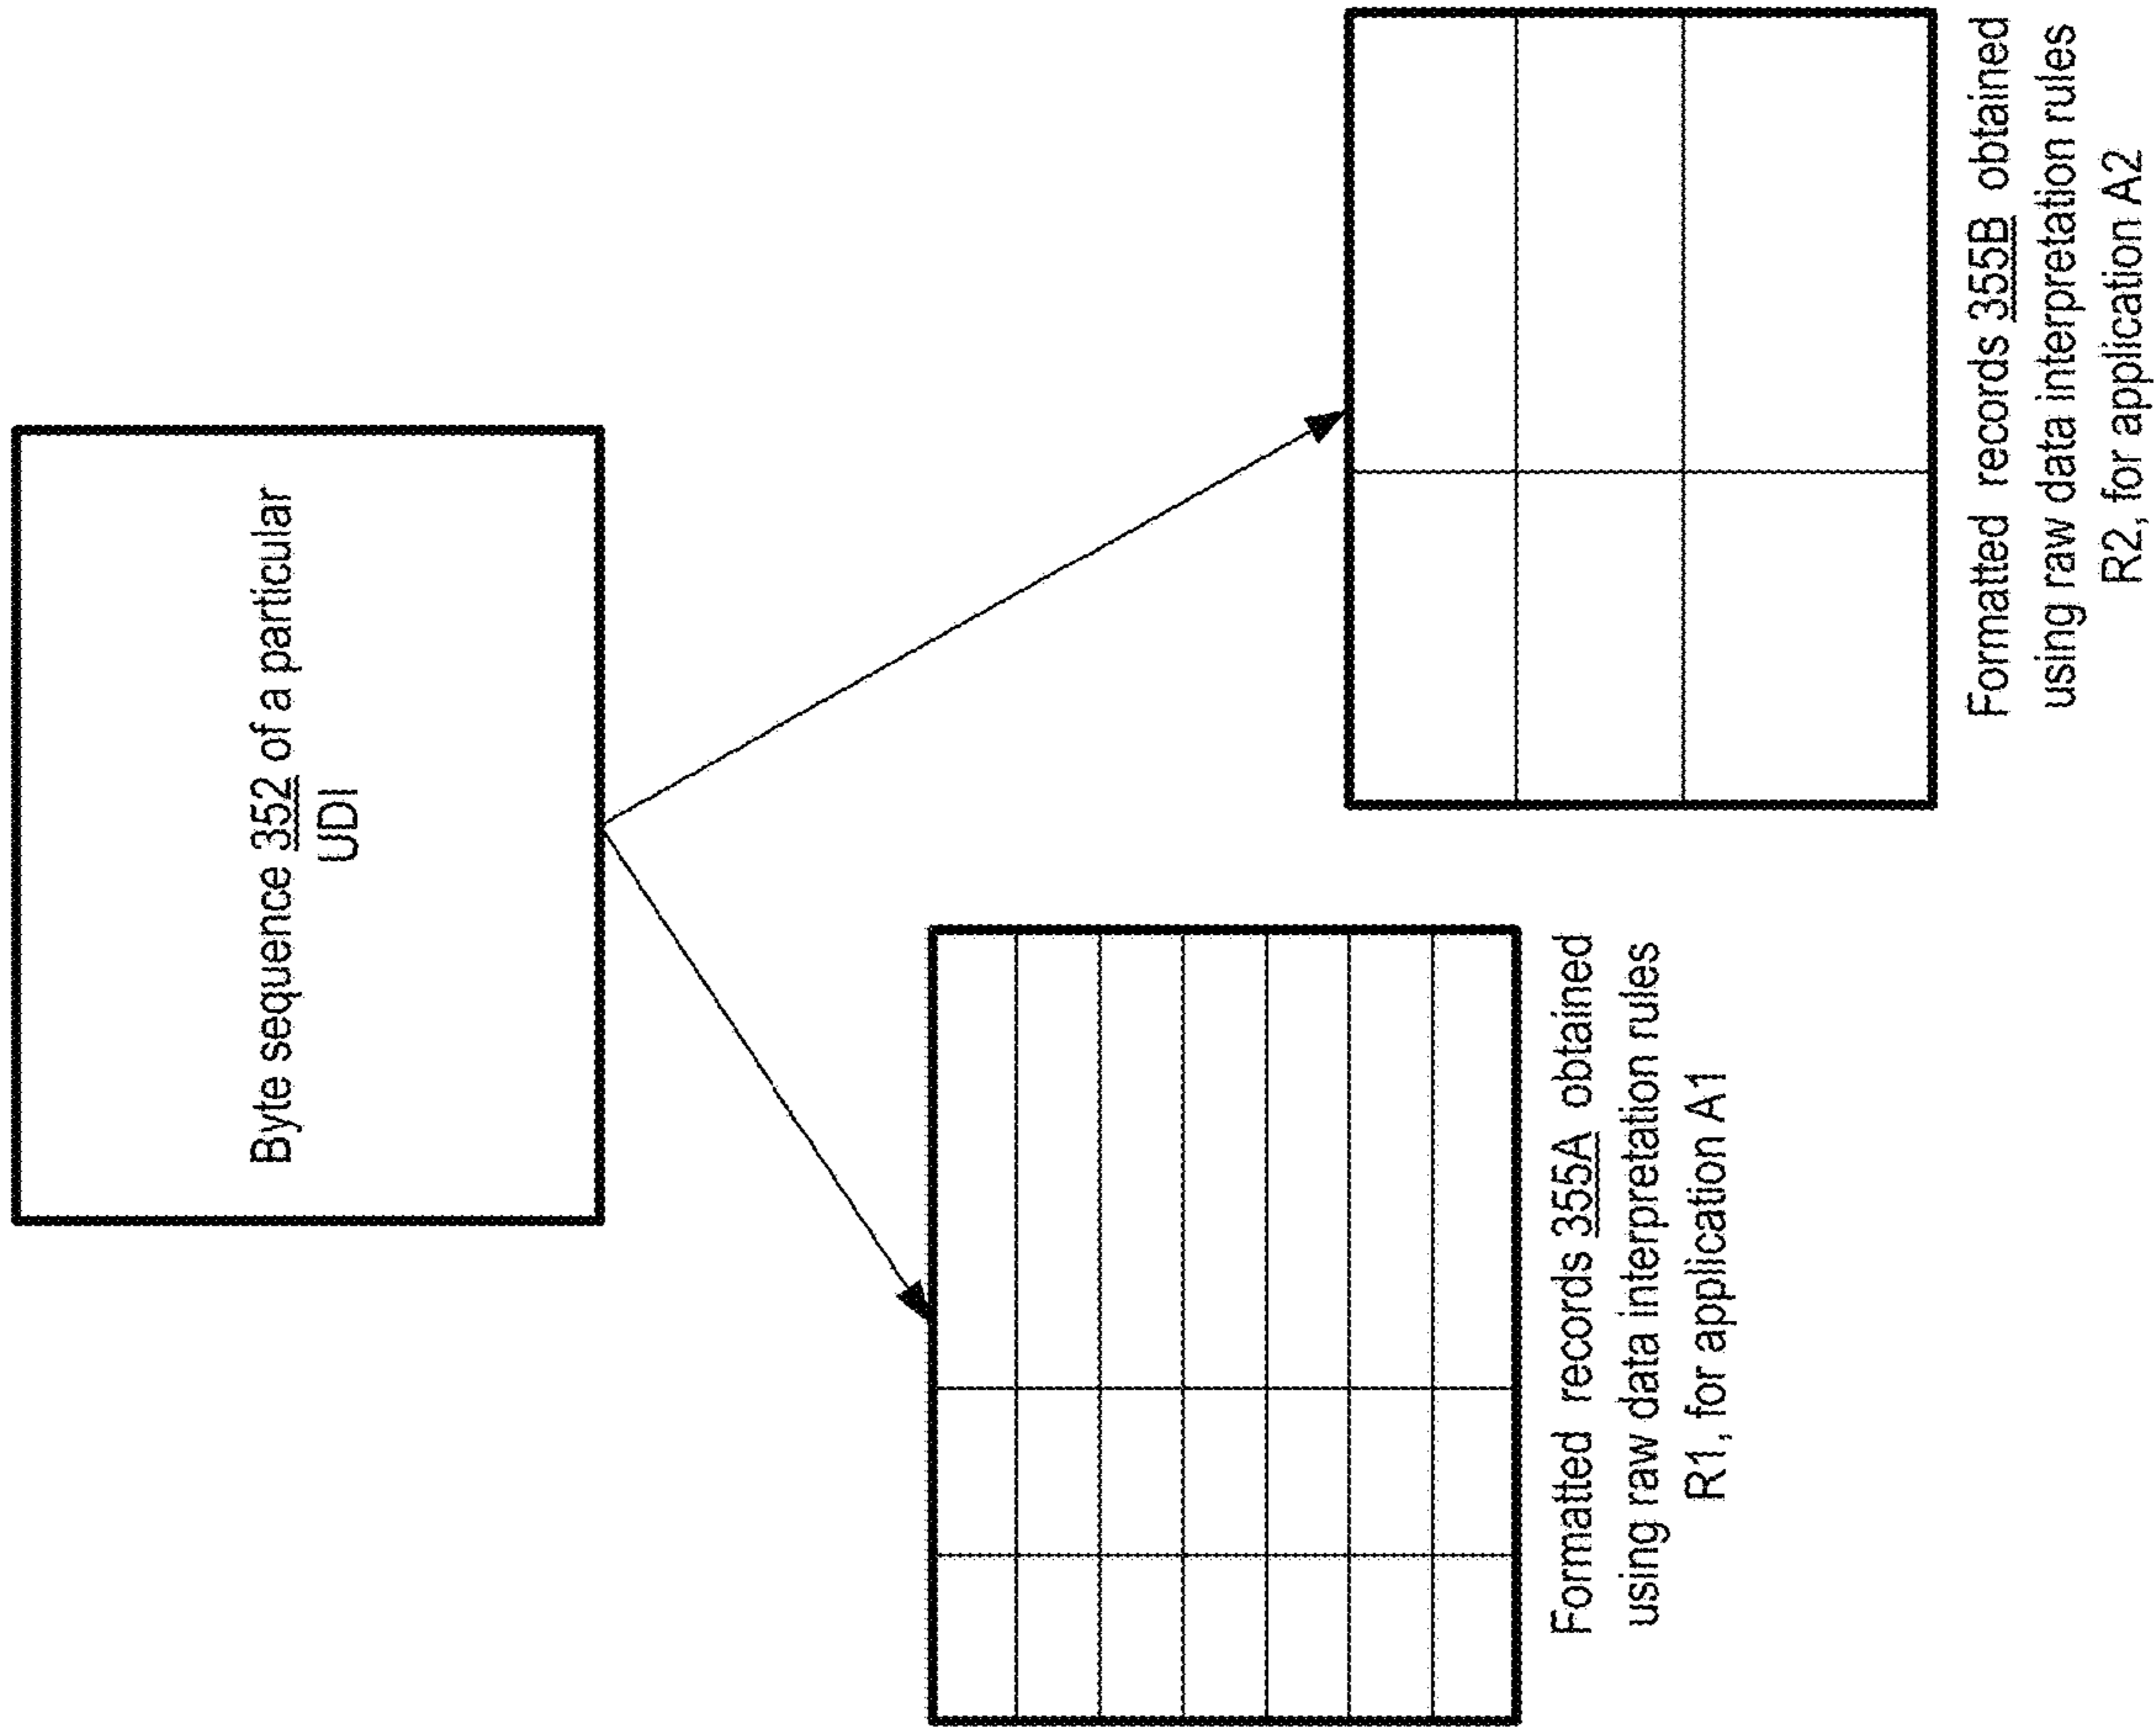 Byte sequence 352 of a particular
UDI
Formatted records 355A obtained
using raw data interpretation rules
R1, for application A1
Formatted records 355B obtained
using raw data interpretation rules
R2, for application A2